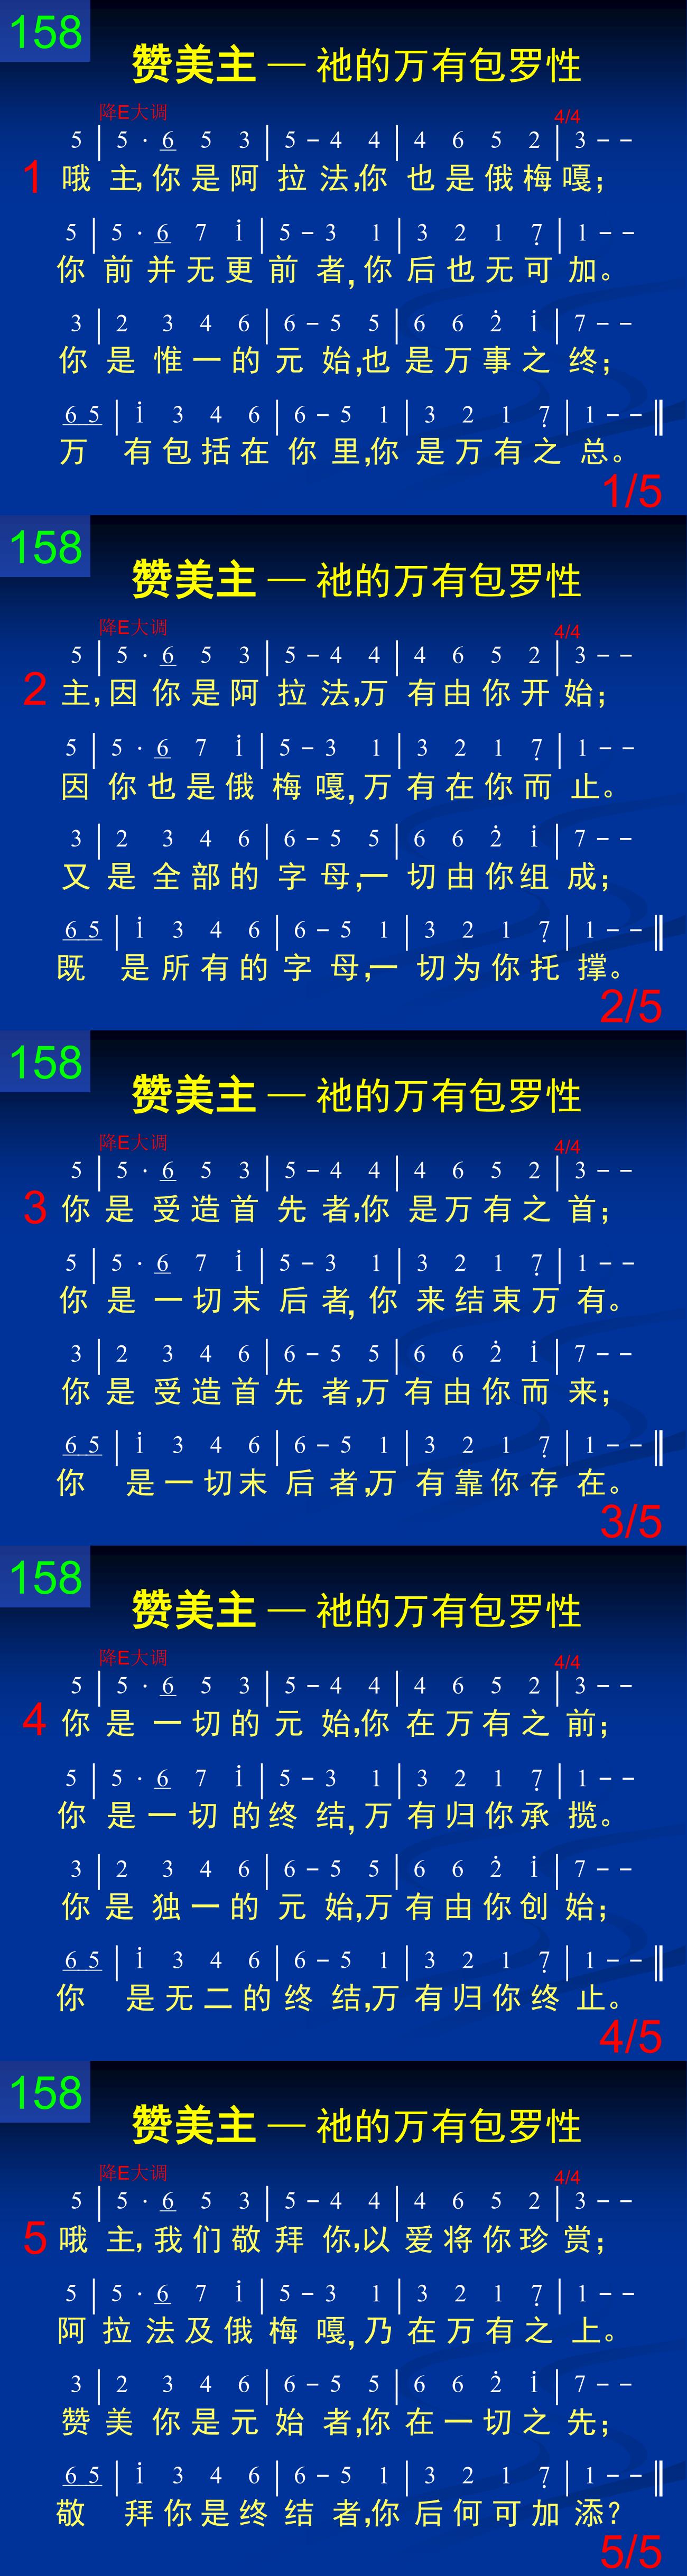 158
赞美主 — 祂的万有包罗性
降E大调 4/4
5 | 5 · 6 5 3 | 5 – 4 4 | 4 6 5 2 | 3 – –
1 哦主,你是阿拉法,你也是俄梅嘎;
5 | 5 · 6 7 i | 5 – 3 1 | 3 2 1 7̣ | 1 – –
你前并无更前者,你后也无可加。
3 | 2 3 4 6 | 6 – 5 5 | 6 6 2̇ i | 7 – –
你是惟一的元始,也是万事之终;
6 5 | i 3 4 6 | 6 – 5 1 | 3 2 1 7̣ | 1 – – ‖
万有包括在你里,你是万有之总。
1/5
158
赞美主 — 祂的万有包罗性
降E大调 4/4
5 | 5 · 6 5 3 | 5 – 4 4 | 4 6 5 2 | 3 – –
2 主,因你是阿拉法,万有由你开始;
5 | 5 · 6 7 i | 5 – 3 1 | 3 2 1 7̣ | 1 – –
因你也是俄梅嘎,万有在你而止。
3 | 2 3 4 6 | 6 – 5 5 | 6 6 2̇ i | 7 – –
又是全部的字母,一切由你组成;
6 5 | i 3 4 6 | 6 – 5 1 | 3 2 1 7̣ | 1 – – ‖
既是所有的字母,一切为你托撑。
2/5
158
赞美主 — 祂的万有包罗性
降E大调 4/4
5 | 5 · 6 5 3 | 5 – 4 4 | 4 6 5 2 | 3 – –
3 你是受造首先者,你是万有之首;
5 | 5 · 6 7 i | 5 – 3 1 | 3 2 1 7̣ | 1 – –
你是一切末后者,你来结束万有。
3 | 2 3 4 6 | 6 – 5 5 | 6 6 2̇ i | 7 – –
你是受造首先者,万有由你而来;
6 5 | i 3 4 6 | 6 – 5 1 | 3 2 1 7̣ | 1 – – ‖
你是一切末后者,万有靠你存在。
3/5
158
赞美主 — 祂的万有包罗性
降E大调 4/4
5 | 5 · 6 5 3 | 5 – 4 4 | 4 6 5 2 | 3 – –
4 你是一切的元始,你在万有之前;
5 | 5 · 6 7 i | 5 – 3 1 | 3 2 1 7̣ | 1 – –
你是一切的终结,万有归你承揽。
3 | 2 3 4 6 | 6 – 5 5 | 6 6 2̇ i | 7 – –
你是独一的元始,万有由你创始;
6 5 | i 3 4 6 | 6 – 5 1 | 3 2 1 7̣ | 1 – – ‖
你是无二的终结,万有归你终止。
4/5
158
赞美主 — 祂的万有包罗性
降E大调 4/4
5 | 5 · 6 5 3 | 5 – 4 4 | 4 6 5 2 | 3 – –
5 哦主,我们敬拜你,以爱将你珍赏;
5 | 5 · 6 7 i | 5 – 3 1 | 3 2 1 7̣ | 1 – –
阿拉法及俄梅嘎,乃在万有之上。
3 | 2 3 4 6 | 6 – 5 5 | 6 6 2̇ i | 7 – –
赞美你是元始者,你在一切之先;
6 5 | i 3 4 6 | 6 – 5 1 | 3 2 1 7̣ | 1 – – ‖
敬拜你是终结者,你后何可加添?
5/5